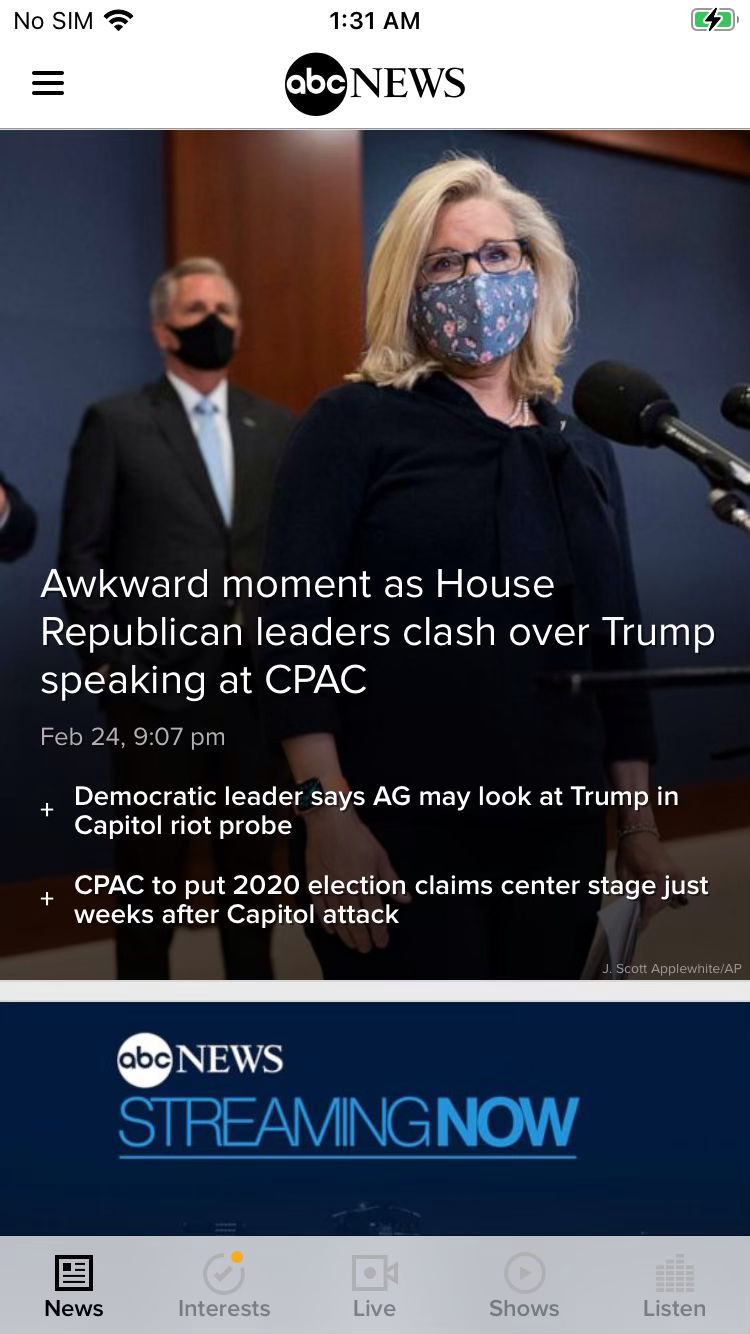 No SIM 1:31 AM
abc NEWS
Awkward moment as House
Republican leaders clash over Trump
speaking at CPAC
Feb 24, 9:07 pm
+ Democratic leader says AG may look at Trump in
Capitol riot probe
+ CPAC to put 2020 election claims center stage just
weeks after Capitol attack
J. Scott Applewhite/AP
abc NEWS
STREAMING NOW
News Interests Live Shows Listen